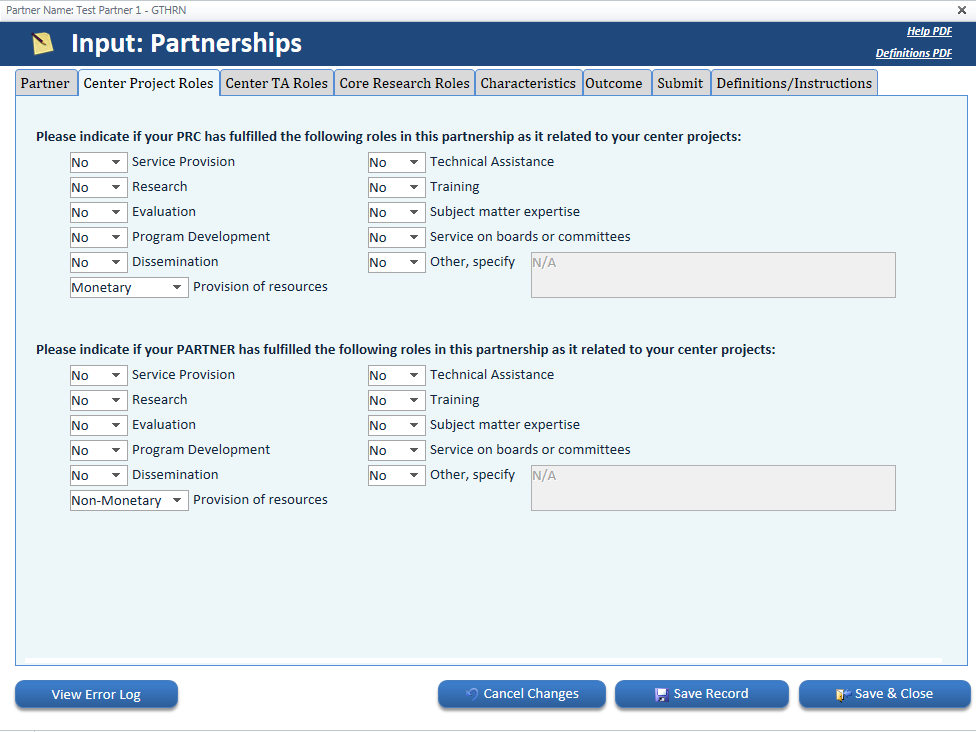 Partner Name: Test Partner 1 - GTHRN
Input: Partnerships
Help PDF
Definitions PDF
Partner Center Project Roles Center TA Roles Core Research Roles Characteristics Outcome Submit Definitions/Instructions
Please indicate if your PRC has fulfilled the following roles in this partnership as it related to your center projects:
No Service Provision No Technical Assistance
No Research No Training
No Evaluation No Subject matter expertise
No Program Development No Service on boards or committees
No Dissemination No Other, specify N/A
Monetary Provision of resources
Please indicate if your PARTNER has fulfilled the following roles in this partnership as it related to your center projects:
No Service Provision No Technical Assistance
No Research No Training
No Evaluation No Subject matter expertise
No Program Development No Service on boards or committees
No Dissemination No Other, specify N/A
Non-Monetary Provision of resources
View Error Log Cancel Changes Save Record Save & Close